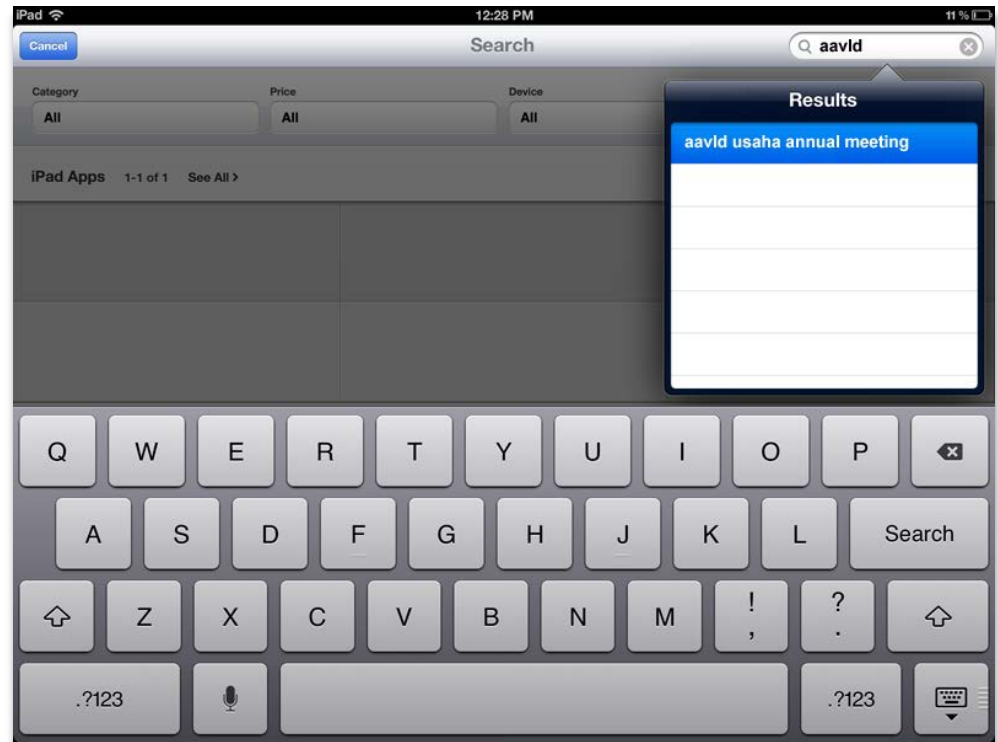 iPad 12:28 PM 11 %
Cancel Search aavld
Category Price Device
All All All
Results
aavld usaha annual meeting
iPad Apps 1-1 of 1 See All >
Q W E R T Y U I O P
A S D F G H J K L Search
Z X C V B N M ! , ? .
.?123 .?123